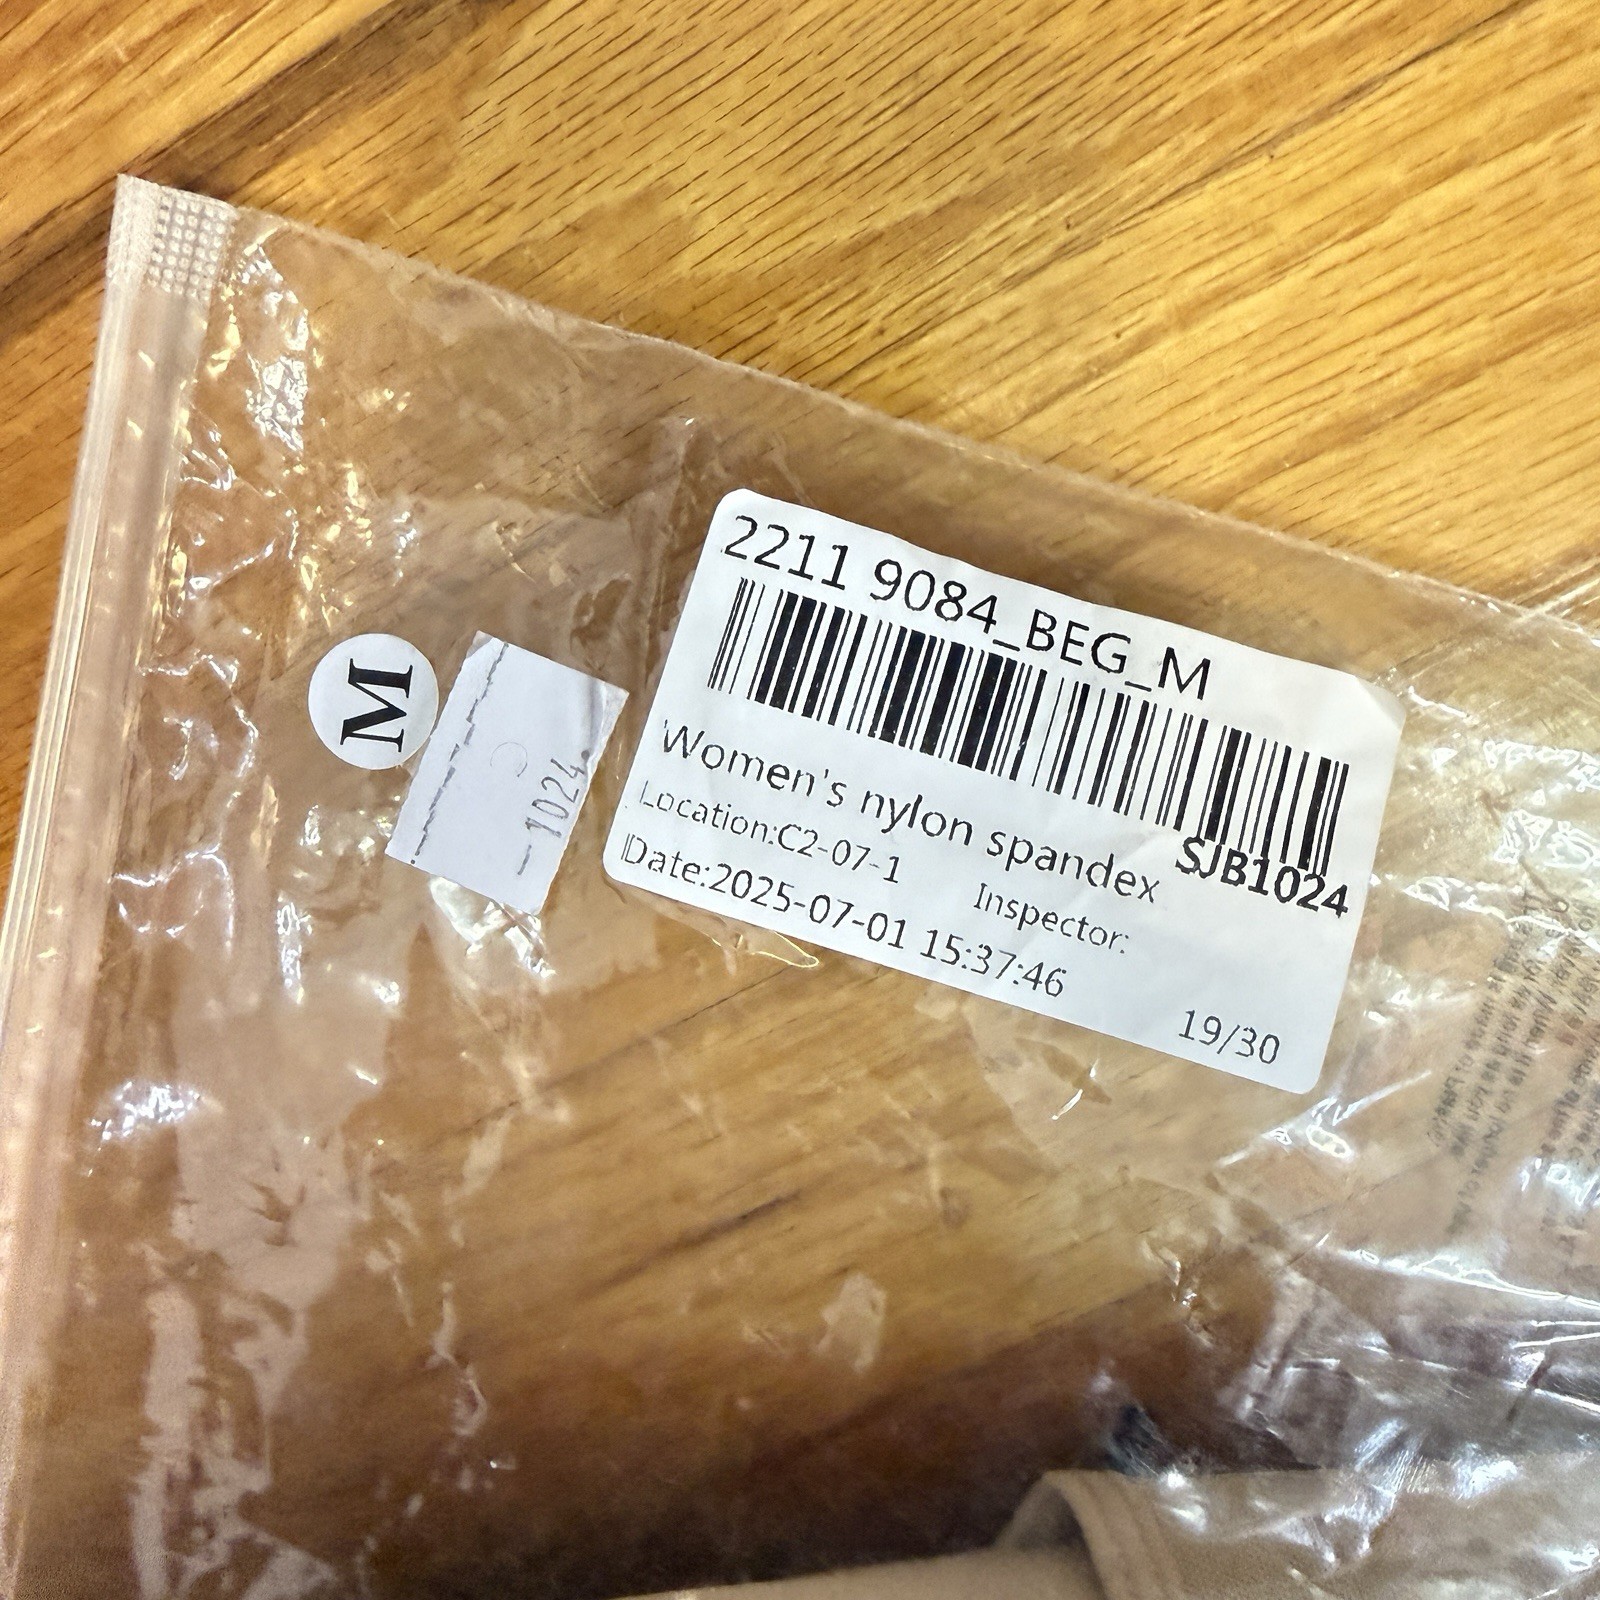 2211 9084_BEG_M
Women's nylon spandex
SJB1024
Location:C2-07-1
Inspector:
Date:2025-07-01 15:37:46
19/30
M
1024